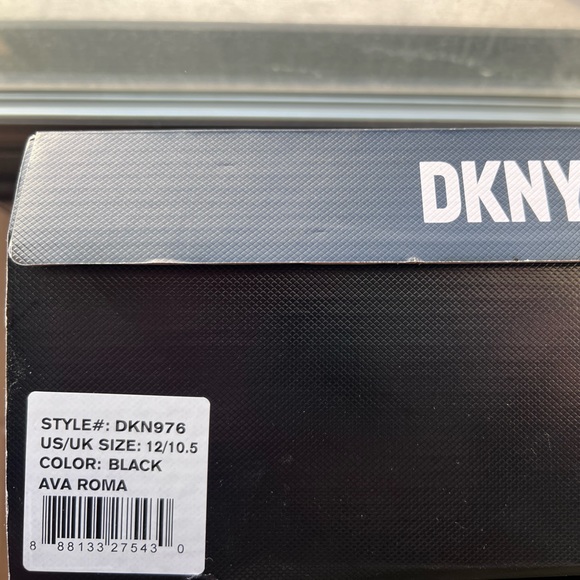 DKNY
STYLE#: DKN976
US/UK SIZE: 12/10.5
COLOR: BLACK
AVA ROMA
8 88133 27543 0